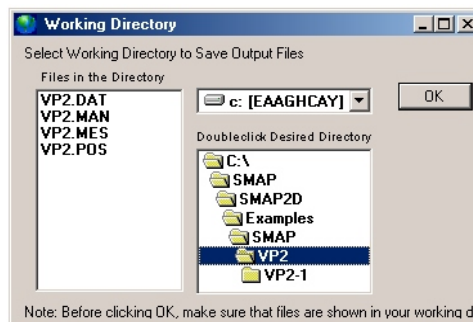 Working Directory
Select Working Directory to Save Output Files
Files in the Directory
VP2.DAT
VP2.MAN
VP2.MES
VP2.POS
c: [EAAGHCAY]
OK
Doubleclick Desired Directory
C:\
SMAP
SMAP2D
Examples
SMAP
VP2
VP2-1
Note: Before clicking OK, make sure that files are shown in your working d